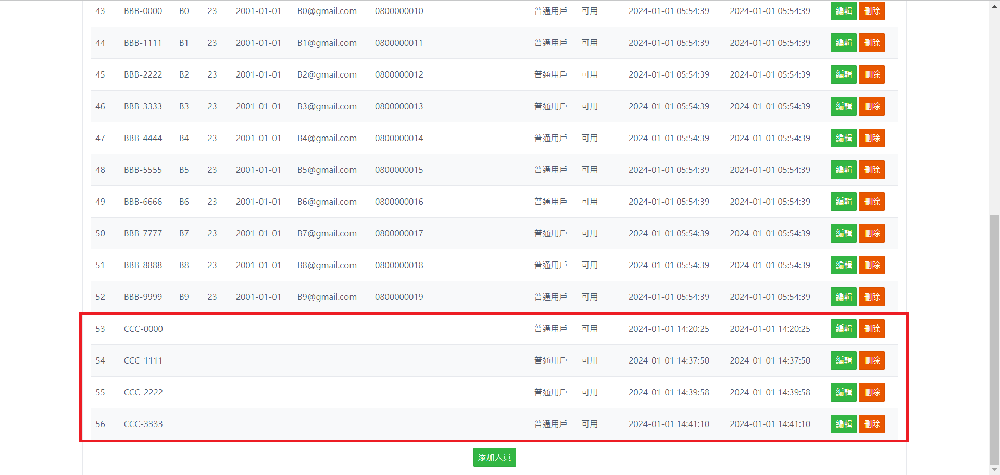 43 BBB-0000 B0 23 2001-01-01 B0@gmail.com 0800000010 普通用戶 可用 2024-01-01 05:54:39 2024-01-01 05:54:39 編輯 刪除
44 BBB-1111 B1 23 2001-01-01 B1@gmail.com 0800000011 普通用戶 可用 2024-01-01 05:54:39 2024-01-01 05:54:39 編輯 刪除
45 BBB-2222 B2 23 2001-01-01 B2@gmail.com 0800000012 普通用戶 可用 2024-01-01 05:54:39 2024-01-01 05:54:39 編輯 刪除
46 BBB-3333 B3 23 2001-01-01 B3@gmail.com 0800000013 普通用戶 可用 2024-01-01 05:54:39 2024-01-01 05:54:39 編輯 刪除
47 BBB-4444 B4 23 2001-01-01 B4@gmail.com 0800000014 普通用戶 可用 2024-01-01 05:54:39 2024-01-01 05:54:39 編輯 刪除
48 BBB-5555 B5 23 2001-01-01 B5@gmail.com 0800000015 普通用戶 可用 2024-01-01 05:54:39 2024-01-01 05:54:39 編輯 刪除
49 BBB-6666 B6 23 2001-01-01 B6@gmail.com 0800000016 普通用戶 可用 2024-01-01 05:54:39 2024-01-01 05:54:39 編輯 刪除
50 BBB-7777 B7 23 2001-01-01 B7@gmail.com 0800000017 普通用戶 可用 2024-01-01 05:54:39 2024-01-01 05:54:39 編輯 刪除
51 BBB-8888 B8 23 2001-01-01 B8@gmail.com 0800000018 普通用戶 可用 2024-01-01 05:54:39 2024-01-01 05:54:39 編輯 刪除
52 BBB-9999 B9 23 2001-01-01 B9@gmail.com 0800000019 普通用戶 可用 2024-01-01 05:54:39 2024-01-01 05:54:39 編輯 刪除
53 CCC-0000 普通用戶 可用 2024-01-01 14:20:25 2024-01-01 14:20:25 編輯 刪除
54 CCC-1111 普通用戶 可用 2024-01-01 14:37:50 2024-01-01 14:37:50 編輯 刪除
55 CCC-2222 普通用戶 可用 2024-01-01 14:39:58 2024-01-01 14:39:58 編輯 刪除
56 CCC-3333 普通用戶 可用 2024-01-01 14:41:10 2024-01-01 14:41:10 編輯 刪除
添加人員